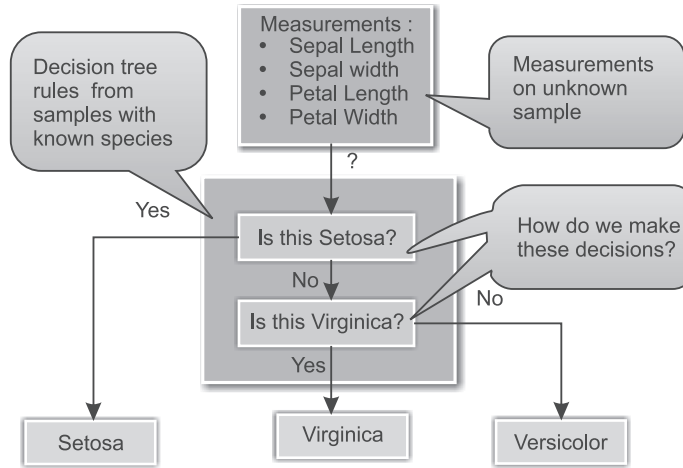 Measurements :
• Sepal Length
• Sepal width
• Petal Length
• Petal Width
Decision tree
rules from
samples with
known species
Measurements
on unknown
sample
?
Yes
Is this Setosa?
How do we make
these decisions?
No
No
Is this Virginica?
Yes
Setosa
Virginica
Versicolor